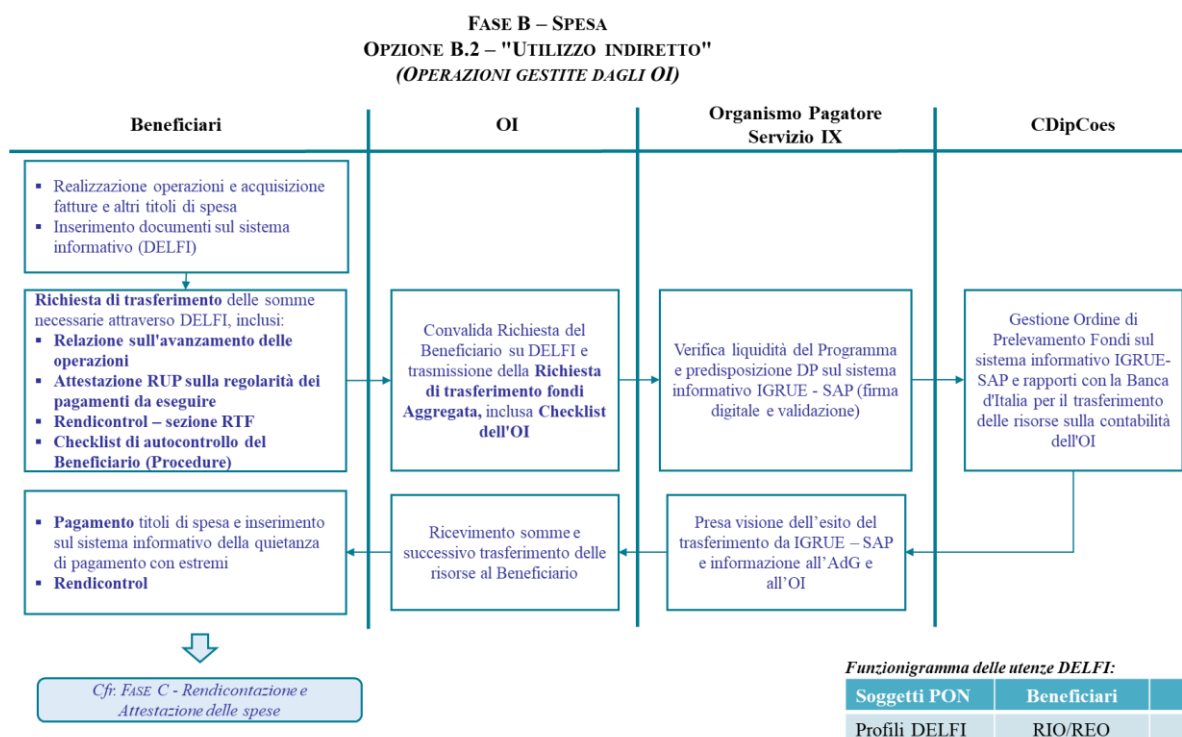 FASE B – SPESA
OPZIONE B.2 – "UTILIZZO INDIRETTO"
(OPERAZIONI GESTITE DAGLI OI)
Beneficiari
OI
Organismo Pagatore
Servizio IX
CDipCoes
▪ Realizzazione operazioni e acquisizione
fatture e altri titoli di spesa
▪ Inserimento documenti sul sistema
informativo (DELFI)
Richiesta di trasferimento delle somme
necessarie attraverso DELFI, inclusi:
▪ Relazione sull'avanzamento delle
operazioni
▪ Attestazione RUP sulla regolarità dei
pagamenti da eseguire
▪ Rendicontrol – sezione RTF
▪ Checklist di autocontrollo del
Beneficiario (Procedure)
Convalida Richiesta del
Beneficiario su DELFI e
trasmissione della Richiesta
di trasferimento fondi
Aggregata, inclusa Checklist
dell'OI
Verifica liquidità del Programma
e predisposizione DP sul sistema
informativo IGRUE - SAP (firma
digitale e validazione)
Gestione Ordine di
Prelevamento Fondi sul
sistema informativo IGRUE-
SAP e rapporti con la Banca
d'Italia per il trasferimento
delle risorse sulla contabilità
dell'OI
▪ Pagamento titoli di spesa e inserimento
sul sistema informativo della quietanza
di pagamento con estremi
▪ Rendicontrol
Ricevimento somme e
successivo trasferimento delle
risorse al Beneficiario
Presa visione dell’esito del
trasferimento da IGRUE – SAP
e informazione all’AdG e
all’OI
Cfr. FASE C - Rendicontazione e
Attestazione delle spese
Funzionigramma delle utenze DELFI:
Soggetti PON Beneficiari
Profili DELFI RIO/REO